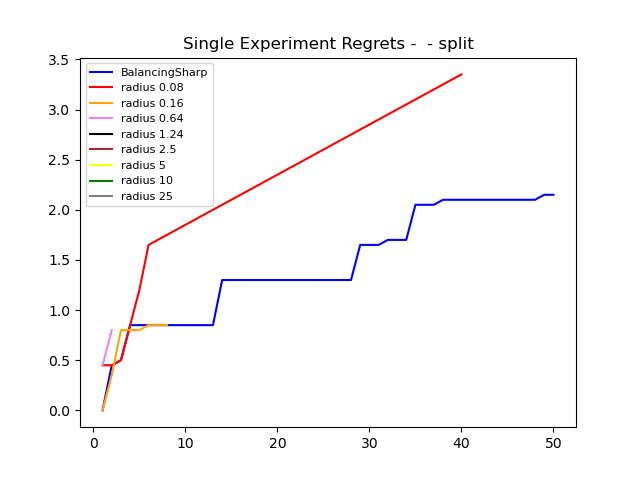 Single Experiment Regrets -  - split
3.5
3.0
2.5
2.0
1.5
1.0
0.5
0.0
BalancingSharp
radius 0.08
radius 0.16
radius 0.64
radius 1.24
radius 2.5
radius 5
radius 10
radius 25
0
10
20
30
40
50